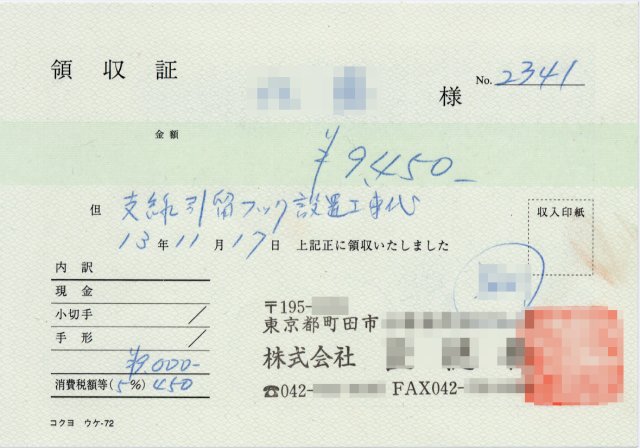 領収証
様
No. 2341
金額
¥9,450-
但 支線引留フック設置工事代
13年11月17日 上記正に領収いたしました
収入印紙
内訳
現金
小切手 /
手形 /
¥9.000-
消費税額等(5%) 450
〒195-
東京都町田市
株式会社
☎042-
FAX042-
コクヨ ウケ-72